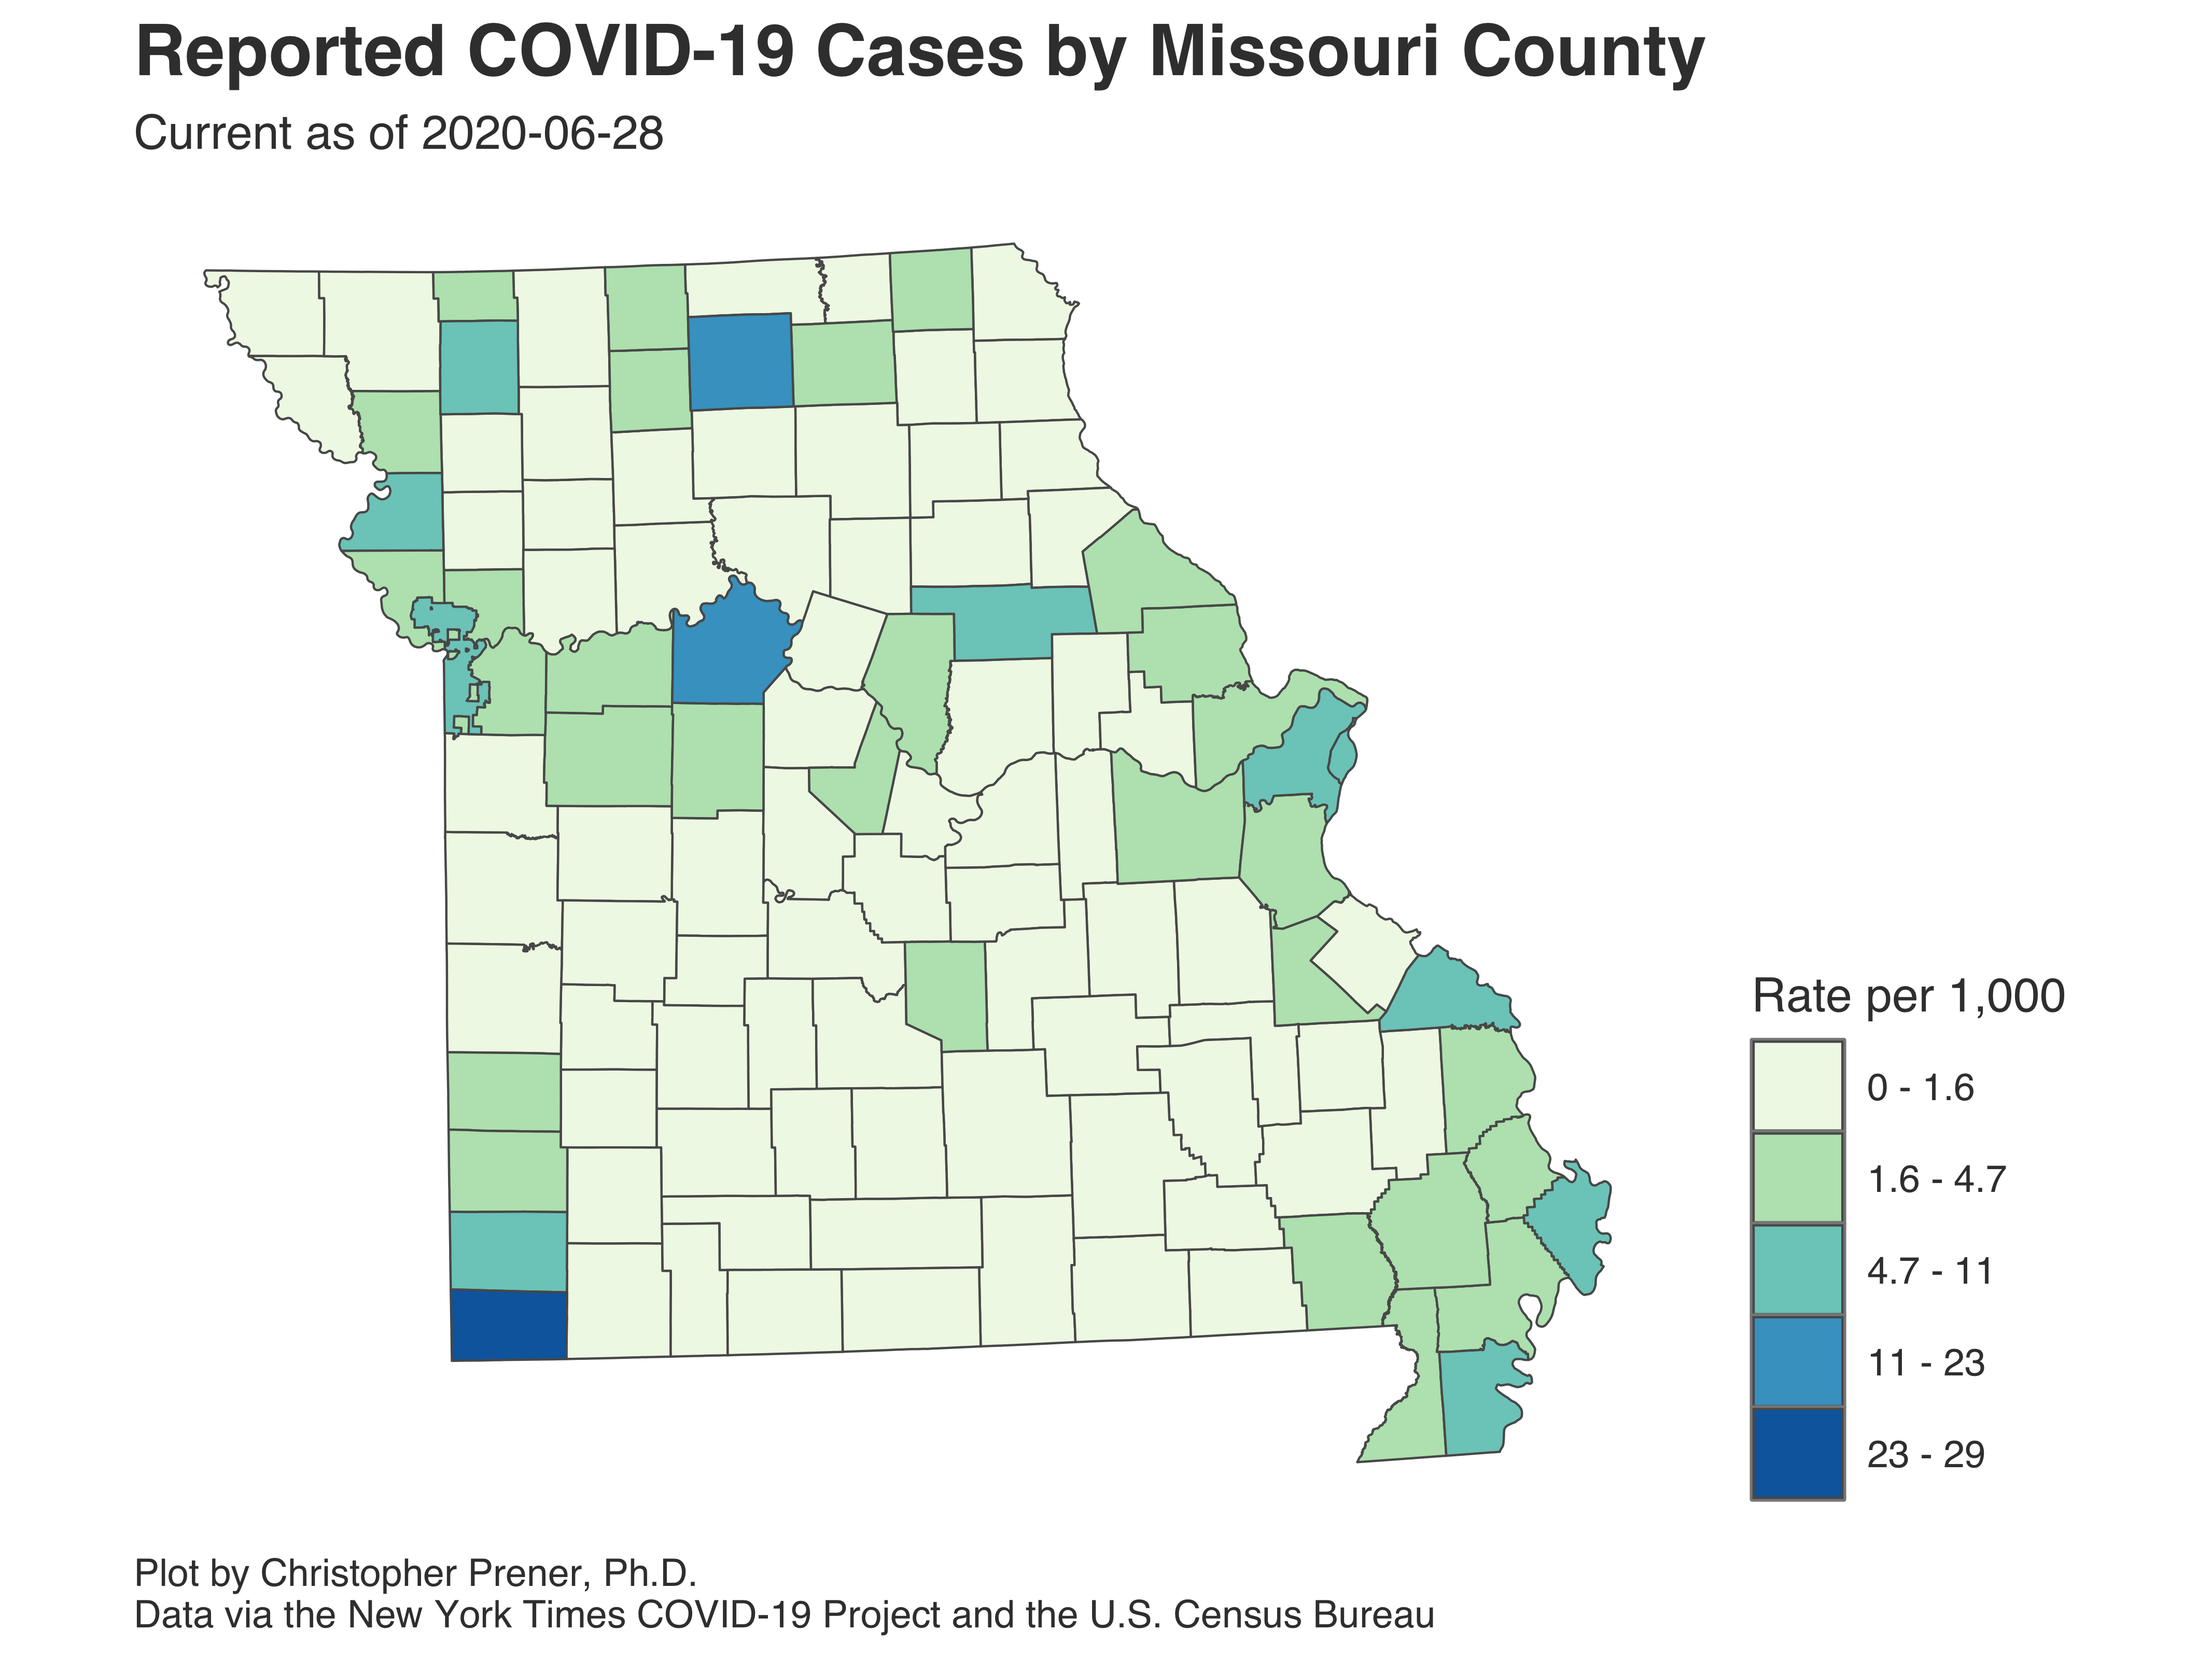 Reported COVID-19 Cases by Missouri County
Current as of 2020-06-28
Rate per 1,000
0 - 1.6
1.6 - 4.7
4.7 - 11
11 - 23
23 - 29
Plot by Christopher Prener, Ph.D.
Data via the New York Times COVID-19 Project and the U.S. Census Bureau